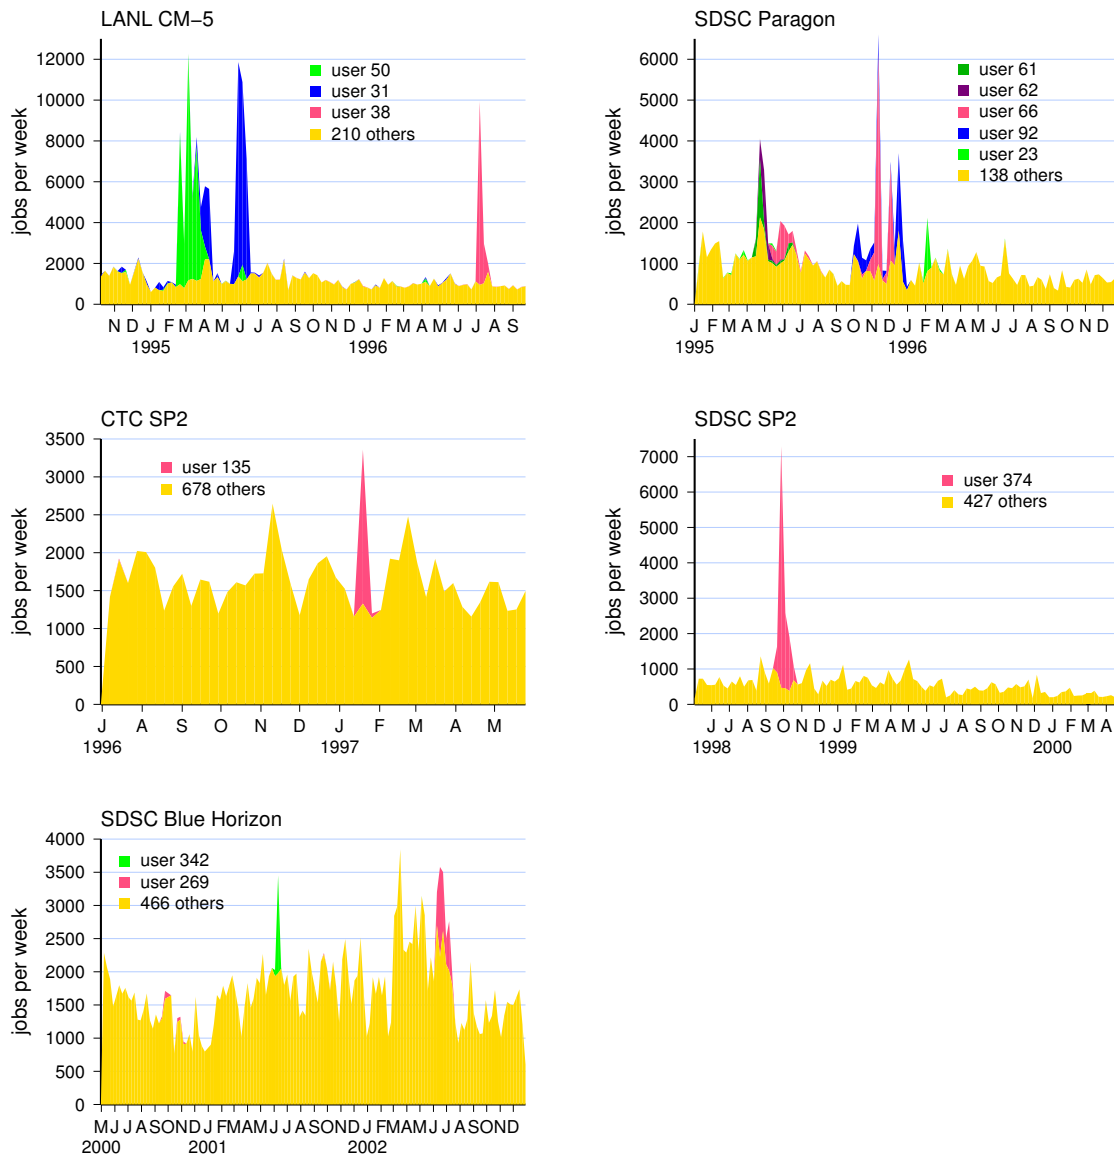 LANL CM−5
jobs per week
12000
10000
8000
6000
4000
2000
0
user 50
user 31
user 38
210 others
N D J F M A M J J A S O N D J F M A M J J A S
1995 1996
SDSC Paragon
jobs per week
6000
5000
4000
3000
2000
1000
0
user 61
user 62
user 66
user 92
user 23
138 others
J F M A M J J A S O N D J F M A M J J A S O N D
1995 1996
CTC SP2
jobs per week
3500
3000
2500
2000
1500
1000
500
0
user 135
678 others
J A S O N D J F M A M
1996 1997
SDSC SP2
jobs per week
7000
6000
5000
4000
3000
2000
1000
0
user 374
427 others
J J A S O N D J F M A M J J A S O N D J F M A
1998 1999 2000
SDSC Blue Horizon
jobs per week
4000
3500
3000
2500
2000
1500
1000
500
0
user 342
user 269
466 others
M J J A S O N D J F M A M J J A S O N D J F M A M J J A S O N D
2000 2001 2002